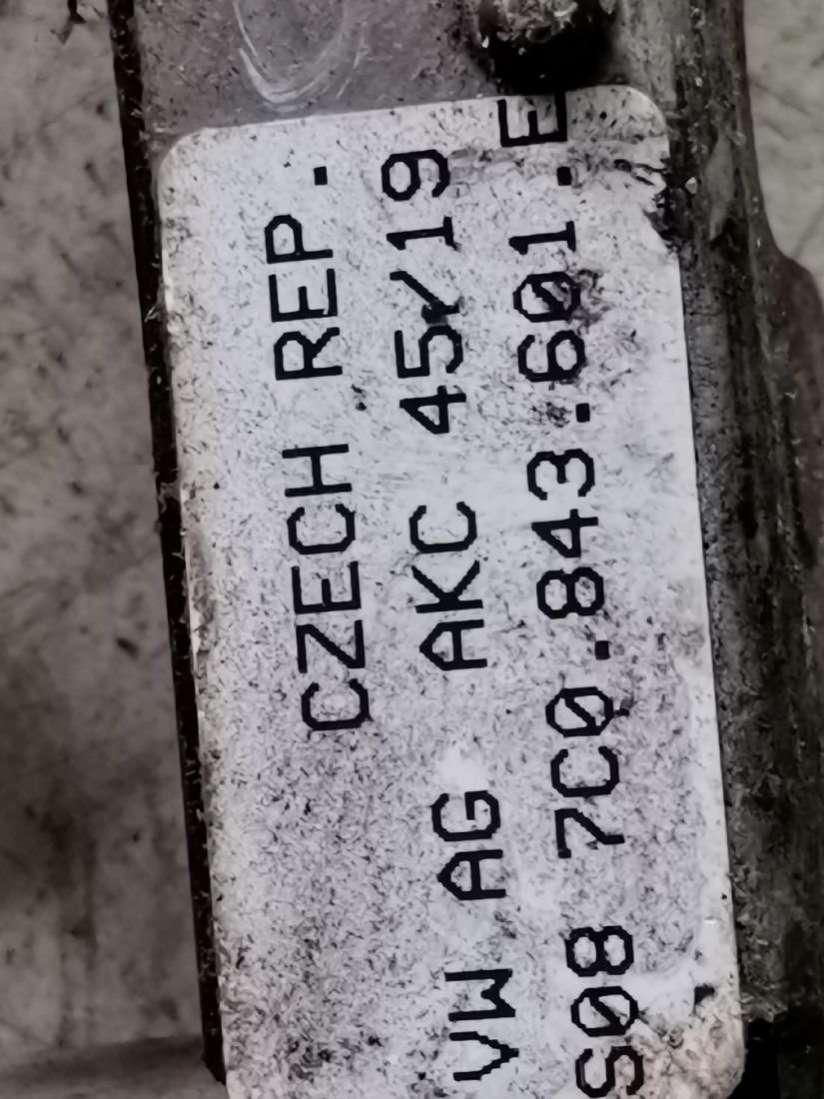 CZECH REP.
VW AG AKC 45/19
S08 7C0.843.601.E